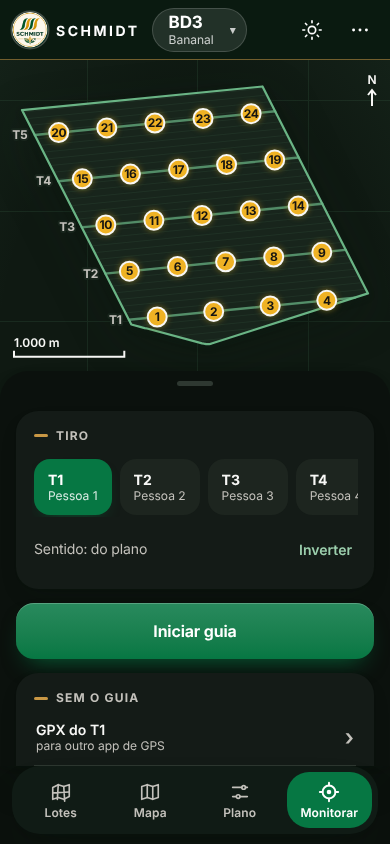 SCHMIDT
SCHMIDT
BD3
Bananal
▾
N
T5
20
21
22
23
24
T4
15
16
17
18
19
T3
10
11
12
13
14
T2
5
6
7
8
9
T1
1
2
3
4
1.000 m
TIRO
T1
Pessoa 1
T2
Pessoa 2
T3
Pessoa 3
T4
Pessoa 4
Sentido: do plano
Inverter
Iniciar guia
SEM O GUIA
GPX do T1
para outro app de GPS
Lotes
Mapa
Plano
Monitorar